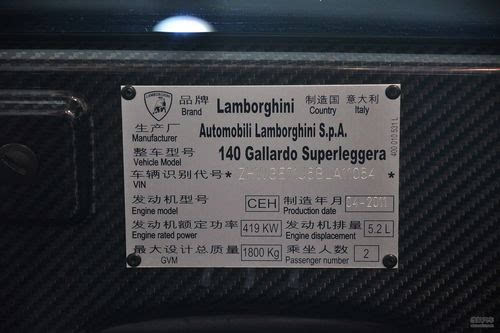 LAMBORGHINI
品牌 Lamborghini 制造国 意大利
Brand Country Italy
生产厂 Automobili Lamborghini S.p.A.
Manufacturer
整车型号 140 Gallardo Superleggera
Vehicle Model
车辆识别代号 *
VIN
发动机型号 CEH 制造年月 04-2011
Engine model Production date
发动机额定功率 419 KW 发动机排量 5.2 L
Engine rated power Engine displacement
最大设计总质量 1800 Kg 乘坐人数 2
GVM Passenger number
400 010 531 L